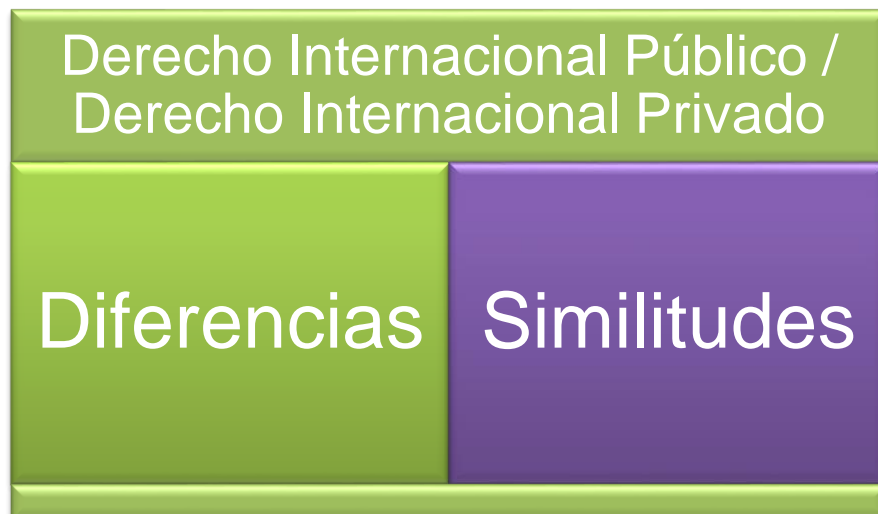 Derecho Internacional Público /
Derecho Internacional Privado
Diferencias
Similitudes